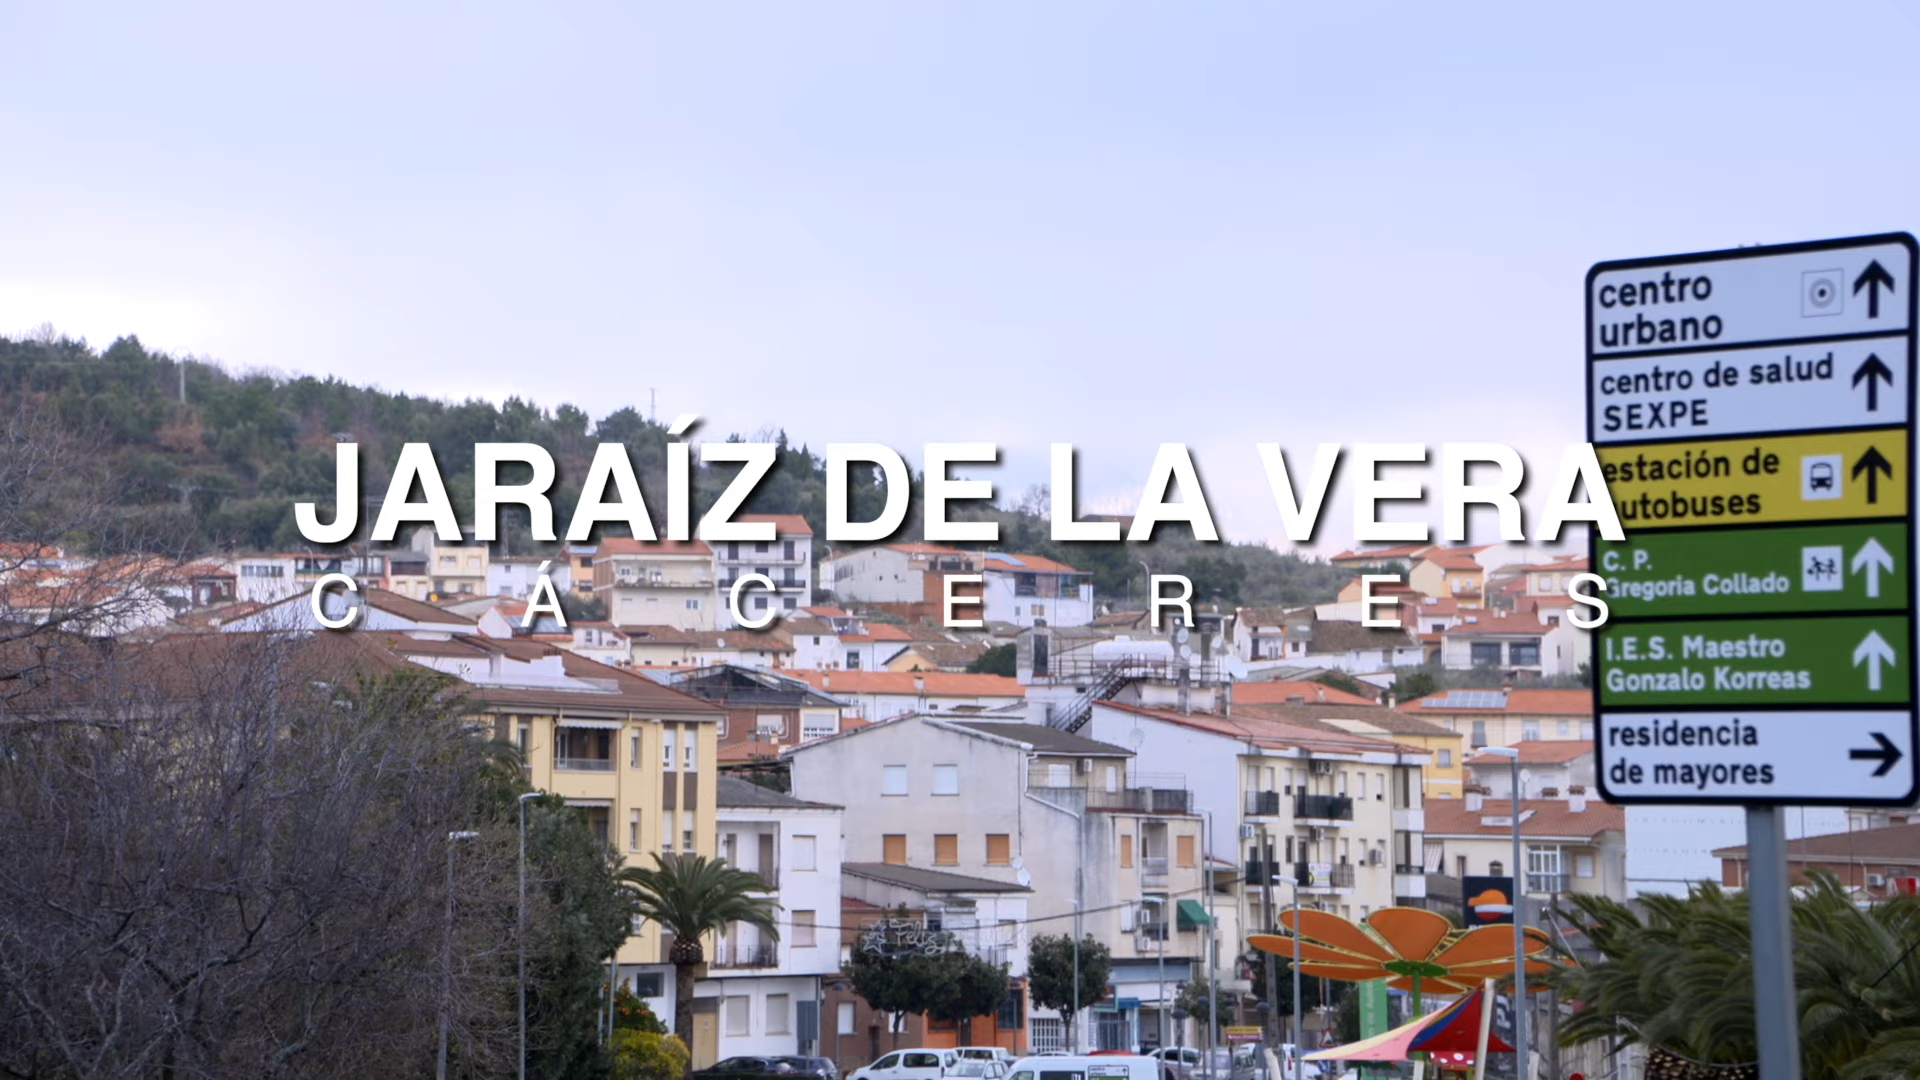 JARAÍZ DE LA VERA
CÁCERES
centro
urbano
centro de salud
SEXPE
estación de
autobuses
C. P.
Gregoria Collado
I.E.S. Maestro
Gonzalo Korreas
residencia
de mayores